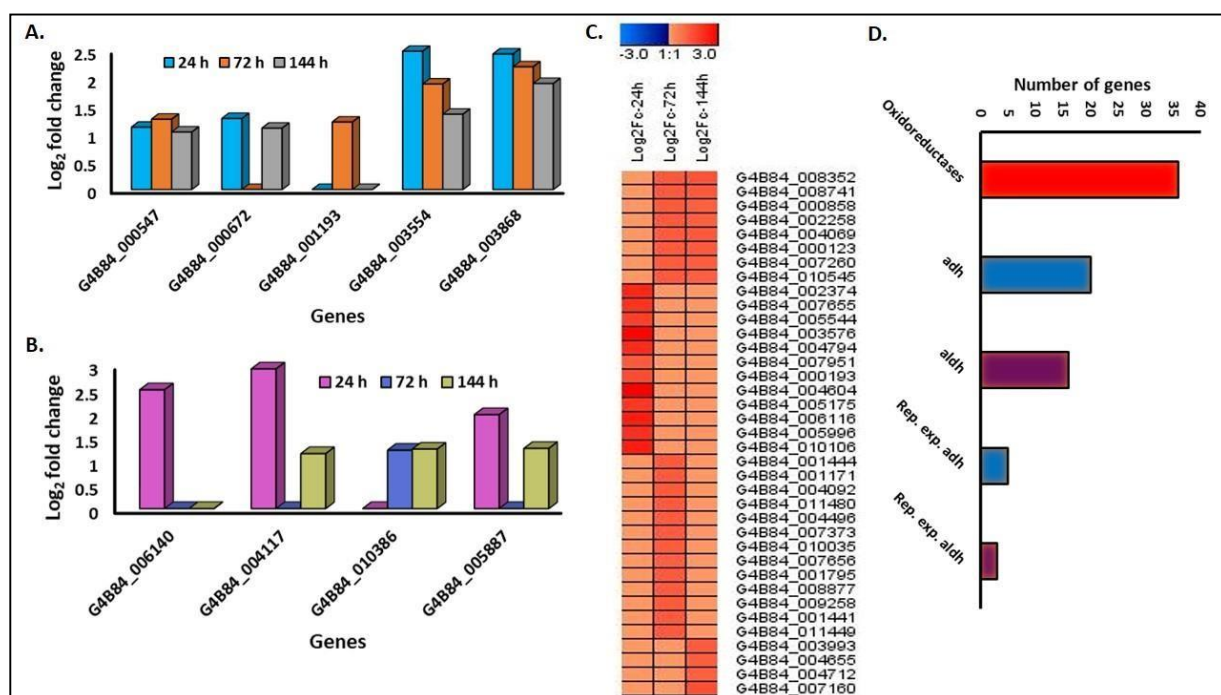 A.
Log2 fold change
2.5
2
1.5
1
0.5
0
24 h 72 h 144 h
G4B84_000547
G4B84_000672
G4B84_001193
G4B84_003554
G4B84_003868
Genes
B.
Log2 fold change
3
2.5
2
1.5
1
0.5
0
24 h 72 h 144 h
G4B84_006140
G4B84_004117
G4B84_010386
G4B84_005887
Genes
C.
-3.0 1:1 3.0
Log2Fc-24h
Log2Fc-72h
Log2Fc-144h
G4B84_008352
G4B84_008741
G4B84_000858
G4B84_002258
G4B84_004069
G4B84_000123
G4B84_007260
G4B84_010545
G4B84_002374
G4B84_007655
G4B84_005544
G4B84_003576
G4B84_004794
G4B84_007951
G4B84_000193
G4B84_004604
G4B84_005175
G4B84_006116
G4B84_005996
G4B84_010106
G4B84_001444
G4B84_001171
G4B84_004092
G4B84_011480
G4B84_004496
G4B84_007373
G4B84_010035
G4B84_007656
G4B84_001795
G4B84_008877
G4B84_009258
G4B84_001441
G4B84_011449
G4B84_003993
G4B84_004655
G4B84_004712
G4B84_007160
D.
Number of genes
0 5 10 15 20 25 30 35 40
Oxidoreductases
adh
aldh
Rep. exp. adh
Rep. exp. aldh